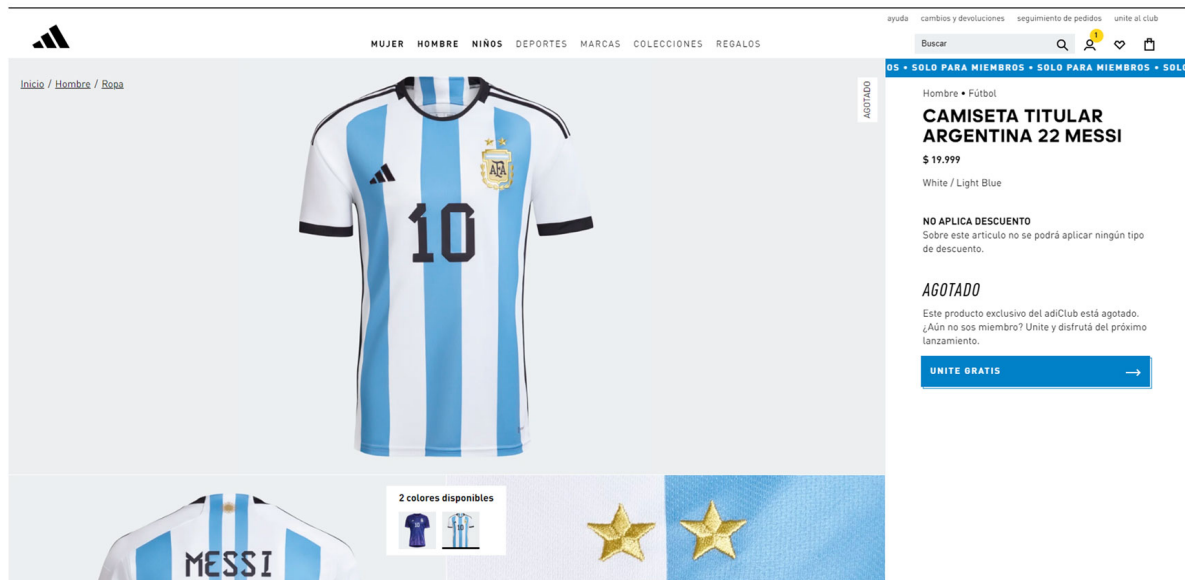 ayuda cambios y devoluciones seguimiento de pedidos unite al club
MUJER HOMBRE NIÑOS DEPORTES MARCAS COLECCIONES REGALOS
Buscar
1
OS • SOLO PARA MIEMBROS • SOLO PARA MIEMBROS • SOLO
Inicio / Hombre / Ropa
AGOTADO
AFA
10
Hombre • Fútbol
CAMISETA TITULAR
ARGENTINA 22 MESSI
$ 19.999
White / Light Blue
NO APLICA DESCUENTO
Sobre este articulo no se podrá aplicar ningún tipo
de descuento.
AGOTADO
Este producto exclusivo del adiClub está agotado.
¿Aún no sos miembro? Unite y disfrutá del próximo
lanzamiento.
UNITE GRATIS
2 colores disponibles
10
10
MESSI